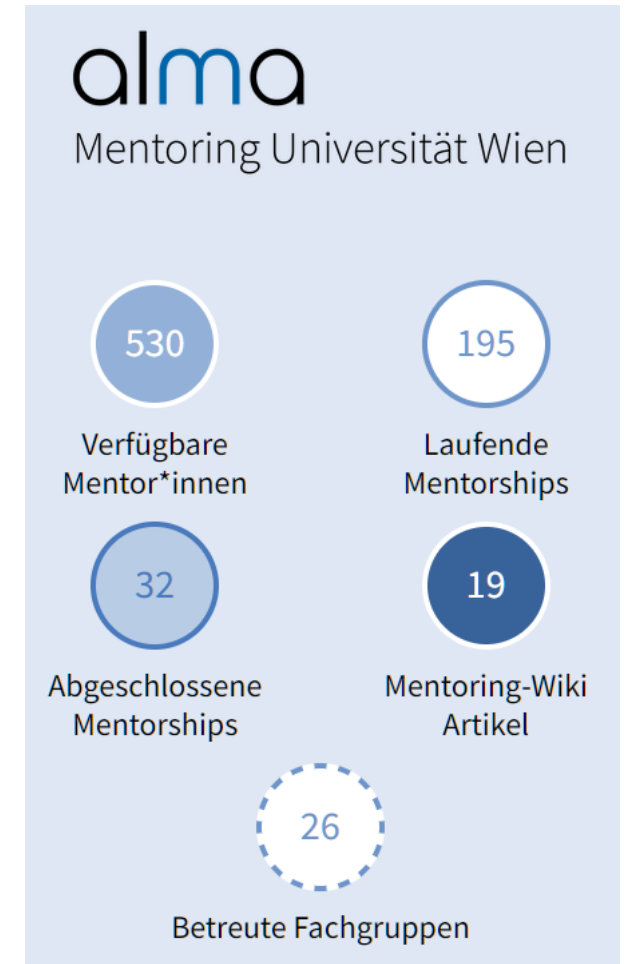 alma
Mentoring Universität Wien
530
Verfügbare
Mentor*innen
195
Laufende
Mentorships
32
Abgeschlossene
Mentorships
19
Mentoring-Wiki
Artikel
26
Betreute Fachgruppen